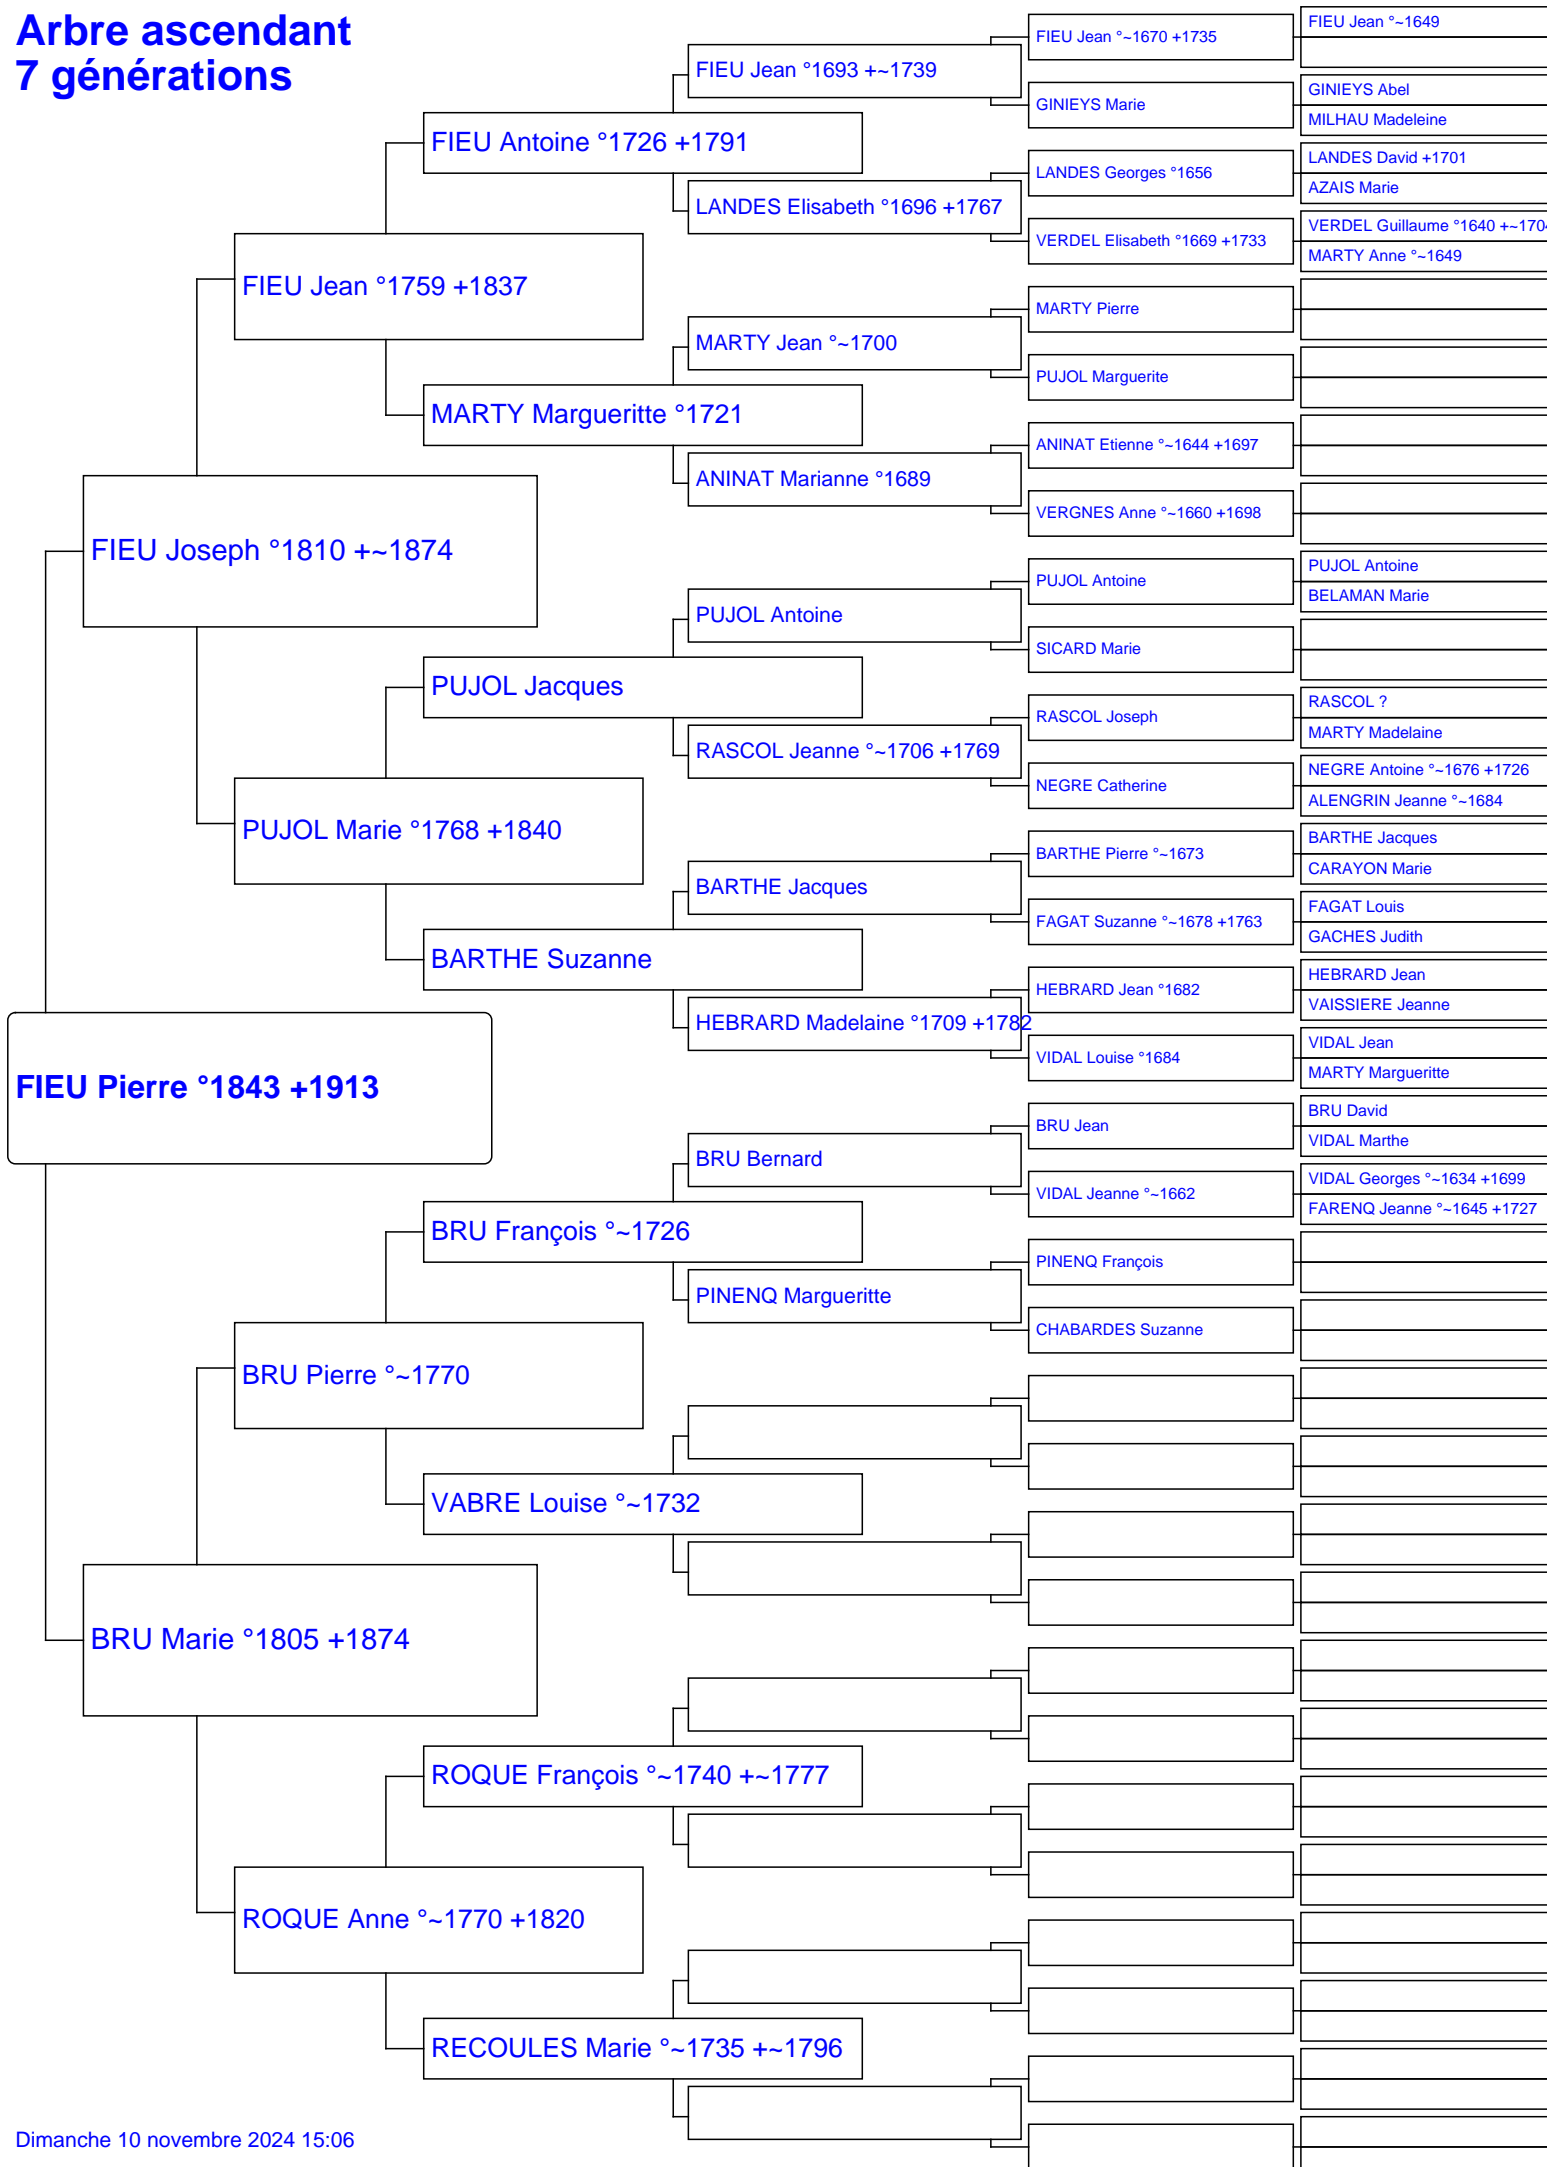 Arbre ascendant
7 générations
FIEU Pierre °1843 +1913
FIEU Joseph °1810 +~1874
BRU Marie °1805 +1874
FIEU Jean °1759 +1837
PUJOL Marie °1768 +1840
BRU Pierre °~1770
ROQUE Anne °~1770 +1820
FIEU Antoine °1726 +1791
MARTY Margueritte °1721
PUJOL Jacques
BARTHE Suzanne
BRU François °~1726
VABRE Louise °~1732
ROQUE François °~1740 +~1777
RECOULES Marie °~1735 +~1796
FIEU Jean °1693 +~1739
LANDES Elisabeth °1696 +1767
MARTY Jean °~1700
ANINAT Marianne °1689
PUJOL Antoine
RASCOL Jeanne °~1706 +1769
BARTHE Jacques
HEBRARD Madelaine °1709 +1782
BRU Bernard
PINENQ Margueritte
FIEU Jean °~1670 +1735
GINIEYS Marie
LANDES Georges °1656
VERDEL Elisabeth °1669 +1733
MARTY Pierre
PUJOL Marguerite
ANINAT Etienne °~1644 +1697
VERGNES Anne °~1660 +1698
PUJOL Antoine
SICARD Marie
RASCOL Joseph
NEGRE Catherine
BARTHE Pierre °~1673
FAGAT Suzanne °~1678 +1763
HEBRARD Jean °1682
VIDAL Louise °1684
BRU Jean
VIDAL Jeanne °~1662
PINENQ François
CHABARDES Suzanne
FIEU Jean °~1649
GINIEYS Abel
MILHAU Madeleine
LANDES David +1701
AZAIS Marie
VERDEL Guillaume °1640
MARTY Anne °~1649
PUJOL Antoine
BELAMAN Marie
RASCOL ?
MARTY Madelaine
NEGRE Antoine °~1676 +1726
ALENGRIN Jeanne °~1684
BARTHE Jacques
CARAYON Marie
FAGAT Louis
GACHES Judith
HEBRARD Jean
VAISSIERE Jeanne
VIDAL Jean
MARTY Margueritte
BRU David
VIDAL Marthe
VIDAL Georges °~1634 +1699
FARENQ Jeanne °~1645 +1727
Dimanche 10 novembre 2024 15:06